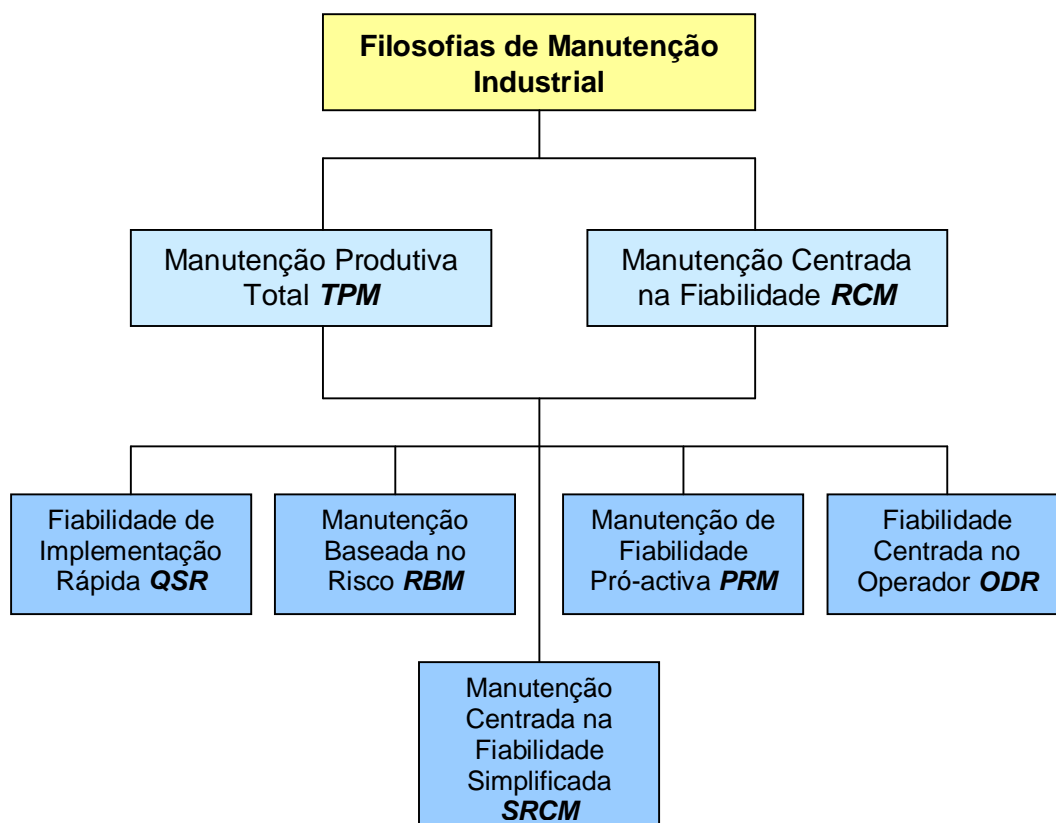 Filosofias de Manutenção
Industrial
Manutenção Produtiva
Total TPM
Manutenção Centrada
na Fiabilidade RCM
Fiabilidade de
Implementação
Rápida QSR
Manutenção
Baseada no
Risco RBM
Manutenção de
Fiabilidade
Pró-activa PRM
Fiabilidade
Centrada no
Operador ODR
Manutenção
Centrada na
Fiabilidade
Simplificada
SRCM